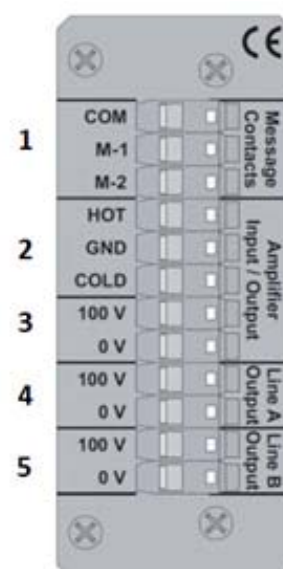 CE
1
COM
M-1
M-2
Message
Contacts
2
HOT
GND
COLD
3
100 V
0 V
Amplifier
Input / Output
4
100 V
0 V
Line A
Output
5
100 V
0 V
Line B
Output